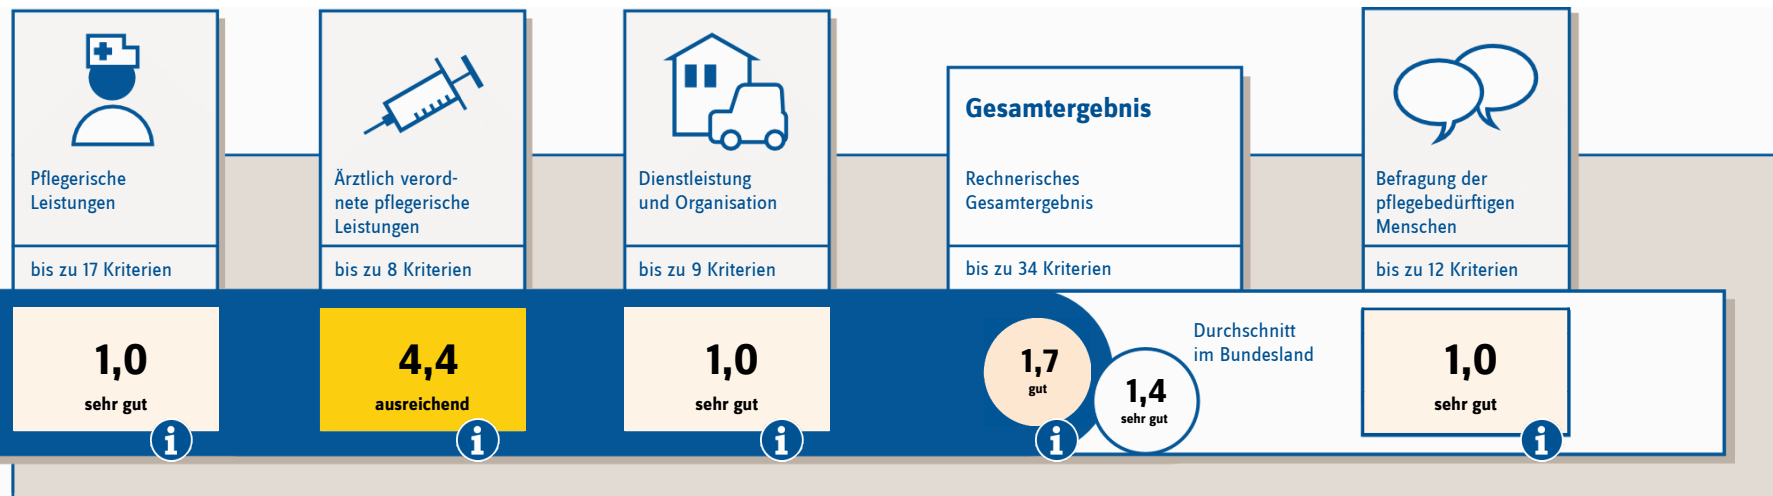 Pflegerische
Leistungen
bis zu 17 Kriterien
1,0
sehr gut
i
Ärztlich verord-
nete pflegerische
Leistungen
bis zu 8 Kriterien
4,4
ausreichend
i
Dienstleistung
und Organisation
bis zu 9 Kriterien
1,0
sehr gut
i
Gesamtergebnis
Rechnerisches
Gesamtergebnis
bis zu 34 Kriterien
1,7
gut
i
1,4
sehr gut
Durchschnitt
im Bundesland
Befragung der
pflegebedürftigen
Menschen
bis zu 12 Kriterien
1,0
sehr gut
i